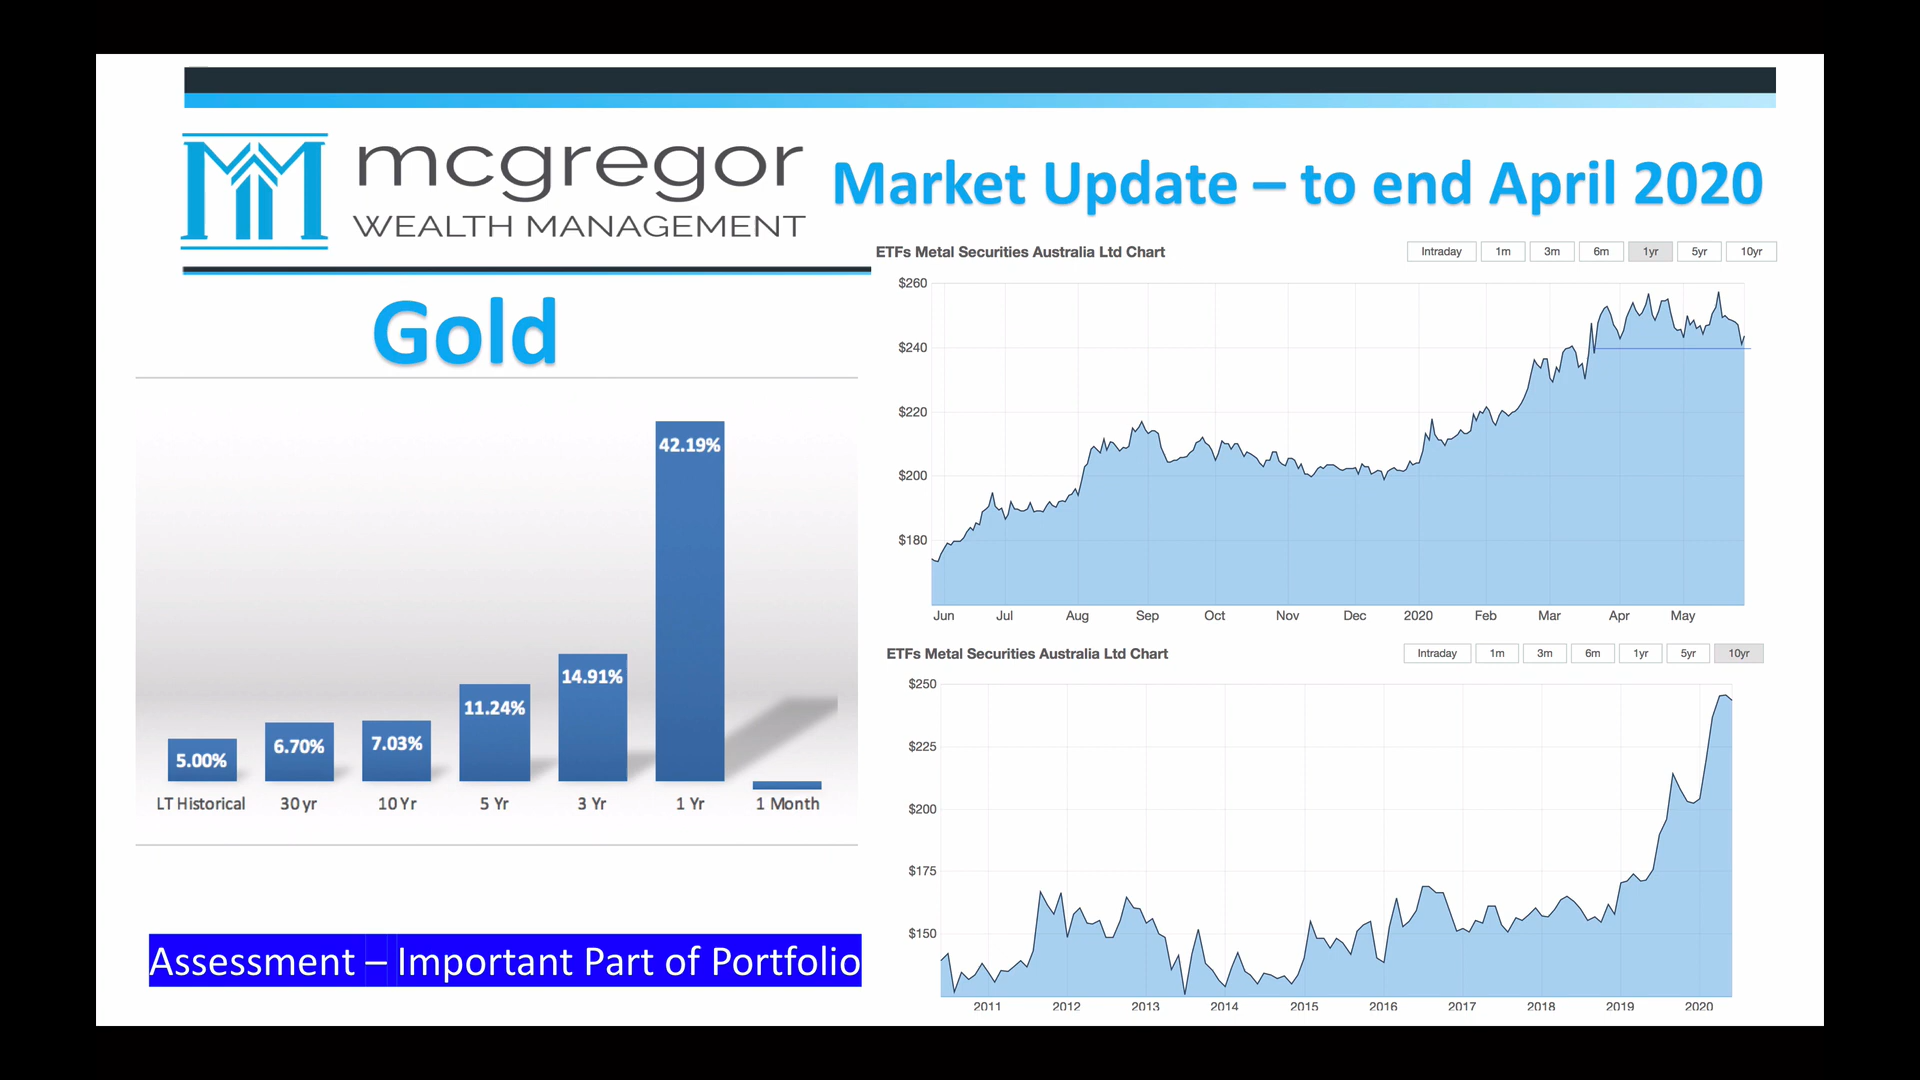 mcgregor
WEALTH MANAGEMENT
Market Update – to end April 2020
Gold
42.19%
14.91%
11.24%
7.03%
6.70%
5.00%
LT Historical 30 yr 10 Yr 5 Yr 3 Yr 1 Yr 1 Month
Assessment – Important Part of Portfolio
ETFs Metal Securities Australia Ltd Chart
Intraday 1m 3m 6m 1yr 5yr 10yr
$260
$240
$220
$200
$180
Jun Jul Aug Sep Oct Nov Dec 2020 Feb Mar Apr May
ETFs Metal Securities Australia Ltd Chart
Intraday 1m 3m 6m 1yr 5yr 10yr
$250
$225
$200
$175
$150
2011 2012 2013 2014 2015 2016 2017 2018 2019 2020